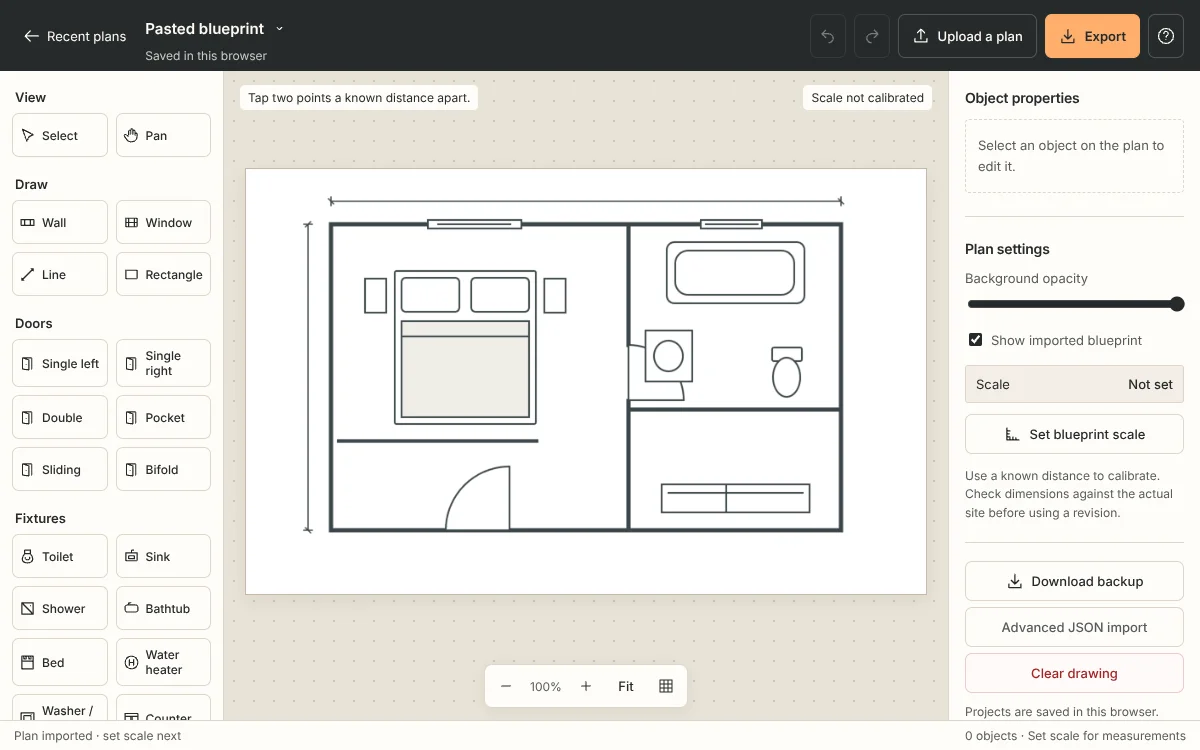 Recent plans
Pasted blueprint
Saved in this browser
Upload a plan
Export
View
Select
Pan
Draw
Wall
Window
Line
Rectangle
Doors
Single left
Single
right
Double
Pocket
Sliding
Bifold
Fixtures
Toilet
Sink
Shower
Bathtub
Bed
Water
heater
Washer /
Counter
Tap two points a known distance apart.
Scale not calibrated
100%
Fit
Object properties
Select an object on the plan to
edit it.
Plan settings
Background opacity
Show imported blueprint
Scale
Not set
Set blueprint scale
Use a known distance to calibrate.
Check dimensions against the actual
site before using a revision.
Download backup
Advanced JSON import
Clear drawing
Projects are saved in this browser.
Plan imported · set scale next
0 objects · Set scale for measurements